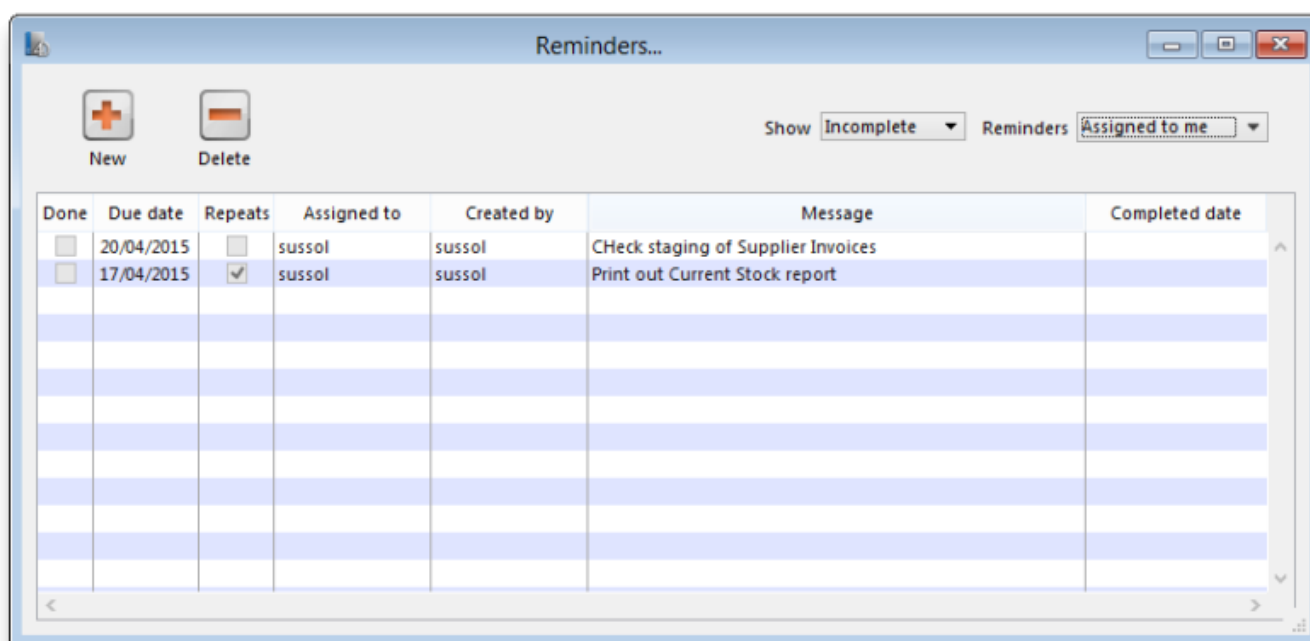 Reminders...
New Delete Show Incomplete Reminders Assigned to me
Done Due date Repeats Assigned to Created by Message Completed date
20/04/2015 sussol sussol CHeck staging of Supplier Invoices
17/04/2015 sussol sussol Print out Current Stock report